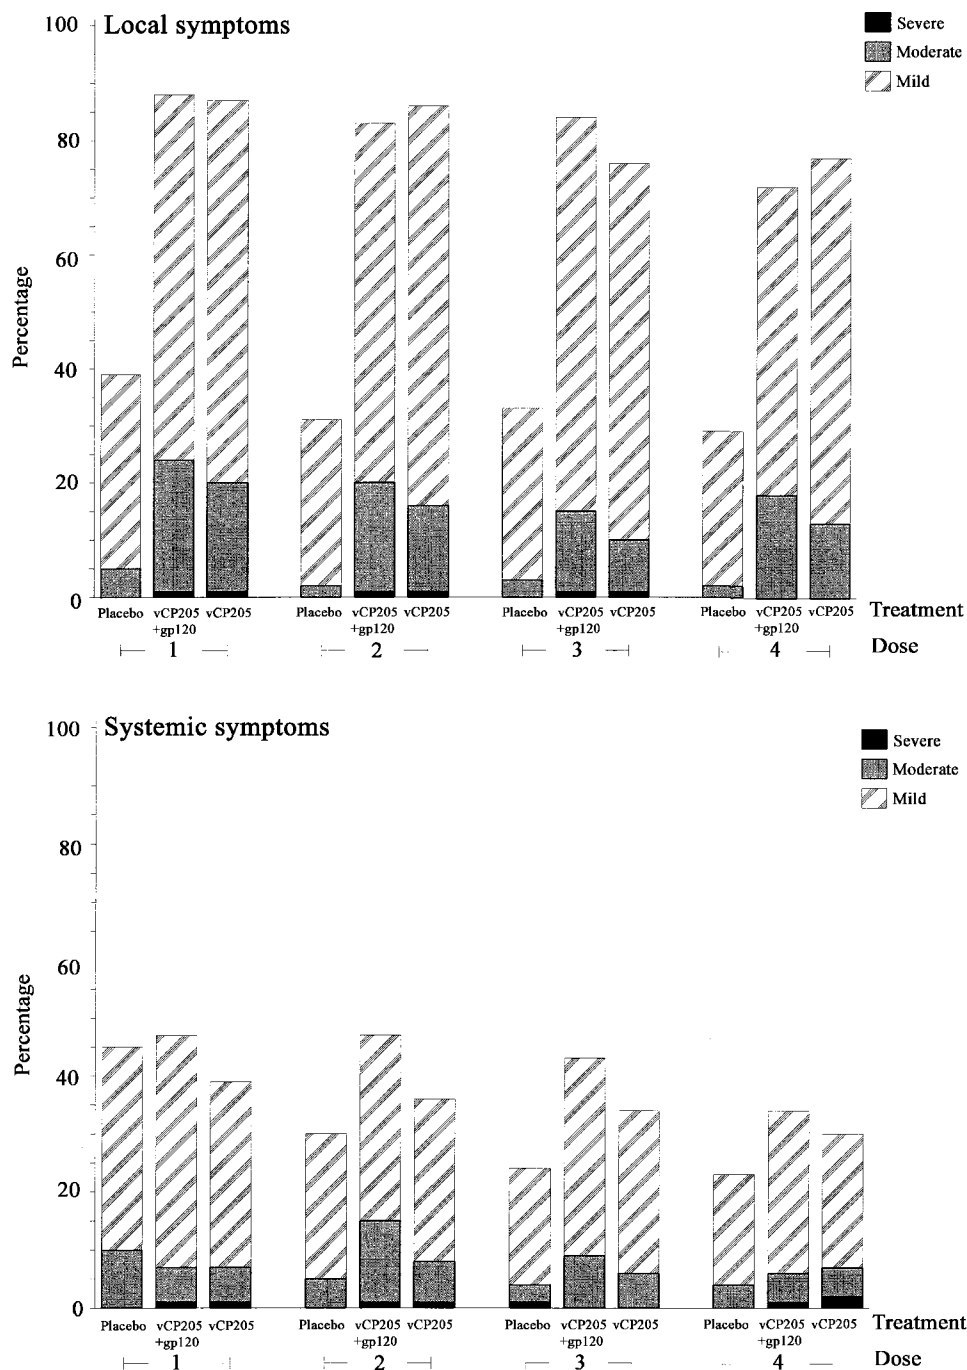 Local symptoms
Severe
Moderate
Mild
100
80
60
40
20
0
Percentage
Placebo vCP205 vCP205 Placebo vCP205 vCP205 Placebo vCP205 vCP205 Placebo vCP205 vCP205 Treatment
+gp120 +gp120 +gp120 +gp120
1 2 3 4 Dose
Systemic symptoms
Severe
Moderate
Mild
100
80
60
40
20
0
Percentage
Placebo vCP205 vCP205 Placebo vCP205 vCP205 Placebo vCP205 vCP205 Placebo vCP205 vCP205 Treatment
+gp120 +gp120 +gp120 +gp120
1 2 3 4 Dose